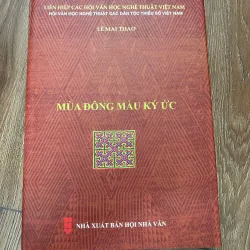 LIÊN HIỆP CÁC HỘI VĂN HỌC NGHỆ THUẬT VIỆT NAM
HỘI VĂN HỌC NGHỆ THUẬT CÁC DÂN TỘC THIỂU SỐ VIỆT NAM
LÊ MAI THAO
MÙA ĐÔNG MÀU KÝ ỨC
NHÀ XUẤT BẢN HỘI NHÀ VĂN